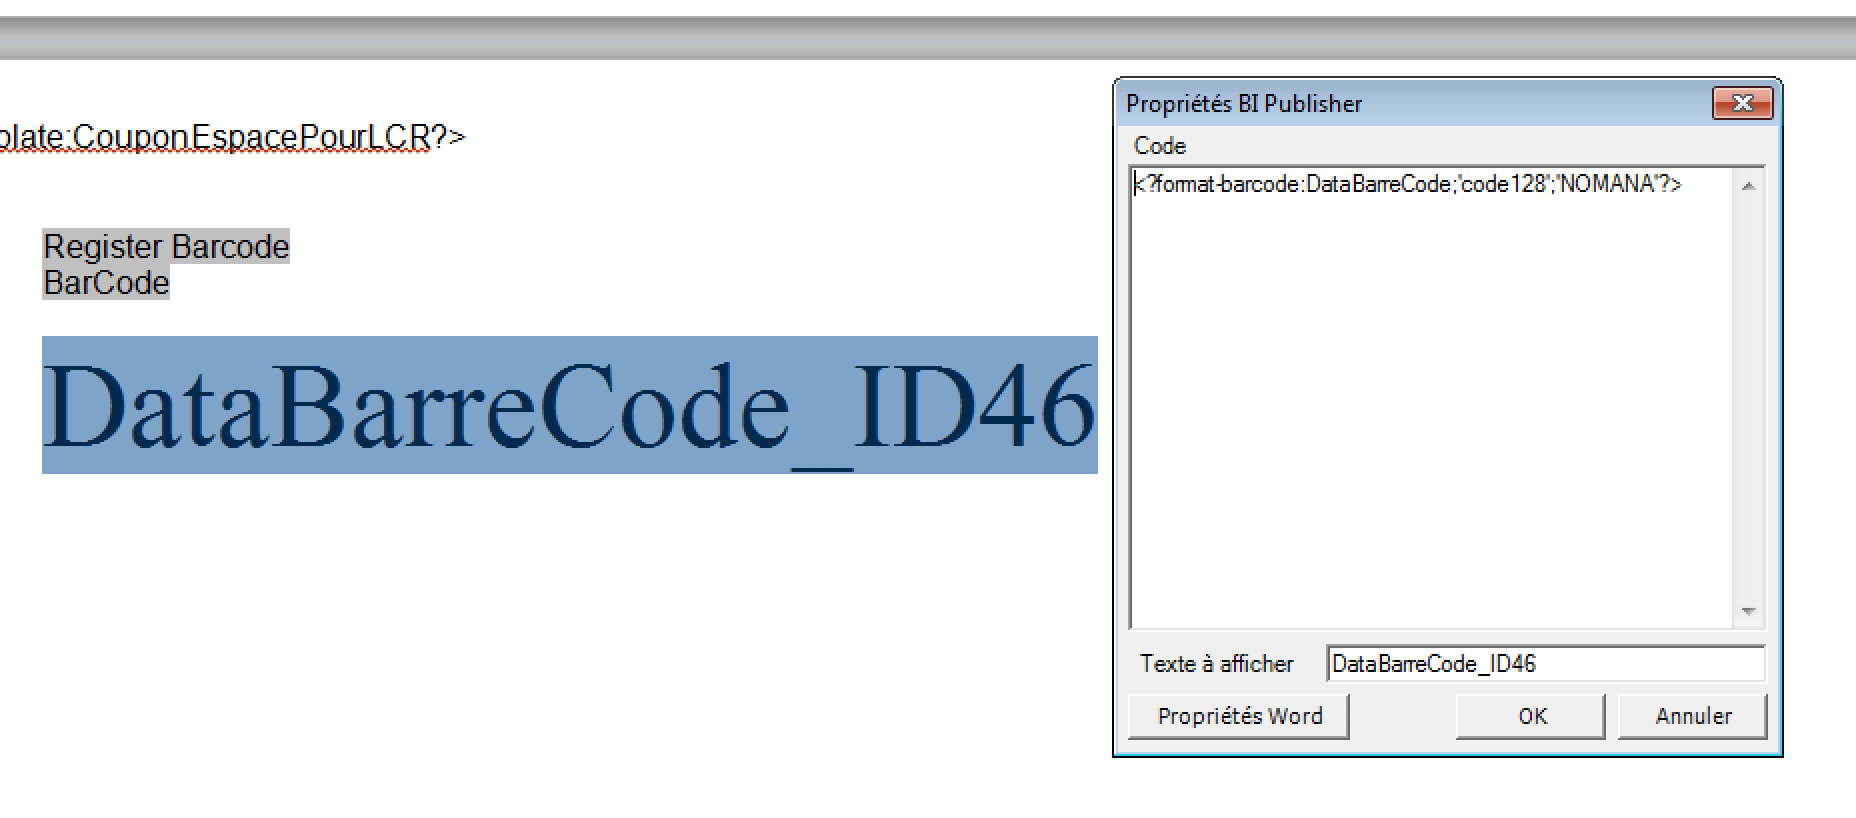 plate:CouponEspacePourLCR?>
Register Barcode
BarCode
DataBarreCode_ID46
Propriétés BI Publisher
Code
<?format-barcode:DataBarreCode;'code128';'NOMANA'?>
Texte à afficher
DataBarreCode_ID46
Propriétés Word
OK
Annuler